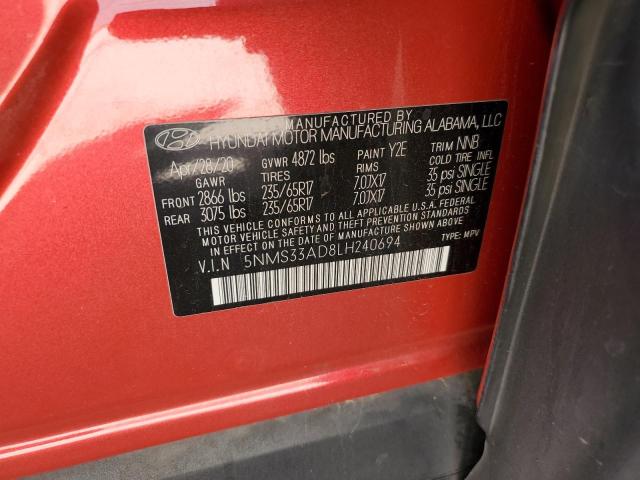 MANUFACTURED BY
HYUNDAI MOTOR MANUFACTURING ALABAMA, LLC
Apr/28/20 GVWR 4872 lbs PAINT Y2E TRIM NNB
GAWR TIRES RIMS COLD TIRE INFL
FRONT 2866 lbs 235/65R17 7.0JX17 35 psi SINGLE
REAR 3075 lbs 235/65R17 7.0JX17 35 psi SINGLE
THIS VEHICLE CONFORMS TO ALL APPLICABLE U.S.A. FEDERAL
MOTOR VEHICLE SAFETY AND THEFT PREVENTION STANDARDS
IN EFFECT ON THE DATE OF MANUFACTURE SHOWN ABOVE.
V.I.N 5NMS33AD8LH240694 TYPE: MPV